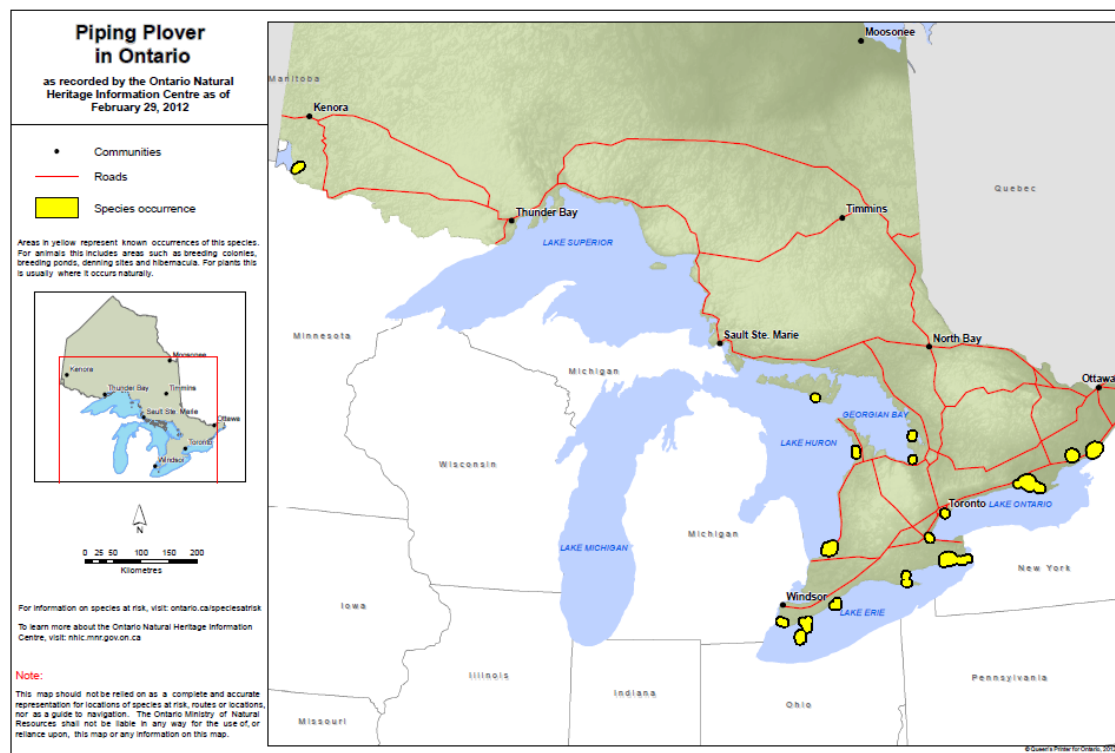 Piping Plover
in Ontario
as recorded by the Ontario Natural
Heritage Information Centre as of
February 29, 2012
Communities
Roads
Species occurrence
Areas in yellow represent known occurrences of this species.
For animals this includes areas such as breeding colonies,
breeding ponds, denning sites and hibernacula. For plants this
is usually where it occurs naturally.
Moosonee
Kenora
Thunder Bay
Timmins
Sault Ste. Marie
Ottawa
Toronto
Windsor
N
0 25 50 100 150 200
Kilometres
For information on species at risk, visit: ontario.ca/speciesatrisk
To learn more about the Ontario Natural Heritage Information
Centre, visit: nhic.mnr.gov.on.ca
Note:
This map should not be relied on as a complete and accurate
representation for locations of species at risk, routes or locations,
nor as a guide to navigation. The Ontario Ministry of Natural
Resources shall not be liable in any way for the use of, or
reliance upon, this map or any information on this map.
Moosonee
Manitoba
Kenora
Quebec
Thunder Bay
Timmins
LAKE SUPERIOR
Minnesota
Sault Ste. Marie
North Bay
Michigan
Ottawa
GEORGIAN BAY
LAKE HURON
Wisconsin
Toronto
LAKE ONTARIO
Michigan
LAKE MICHIGAN
New York
Windsor
Iowa
LAKE ERIE
Illinois
Pennsylvania
Indiana
Ohio
Missouri